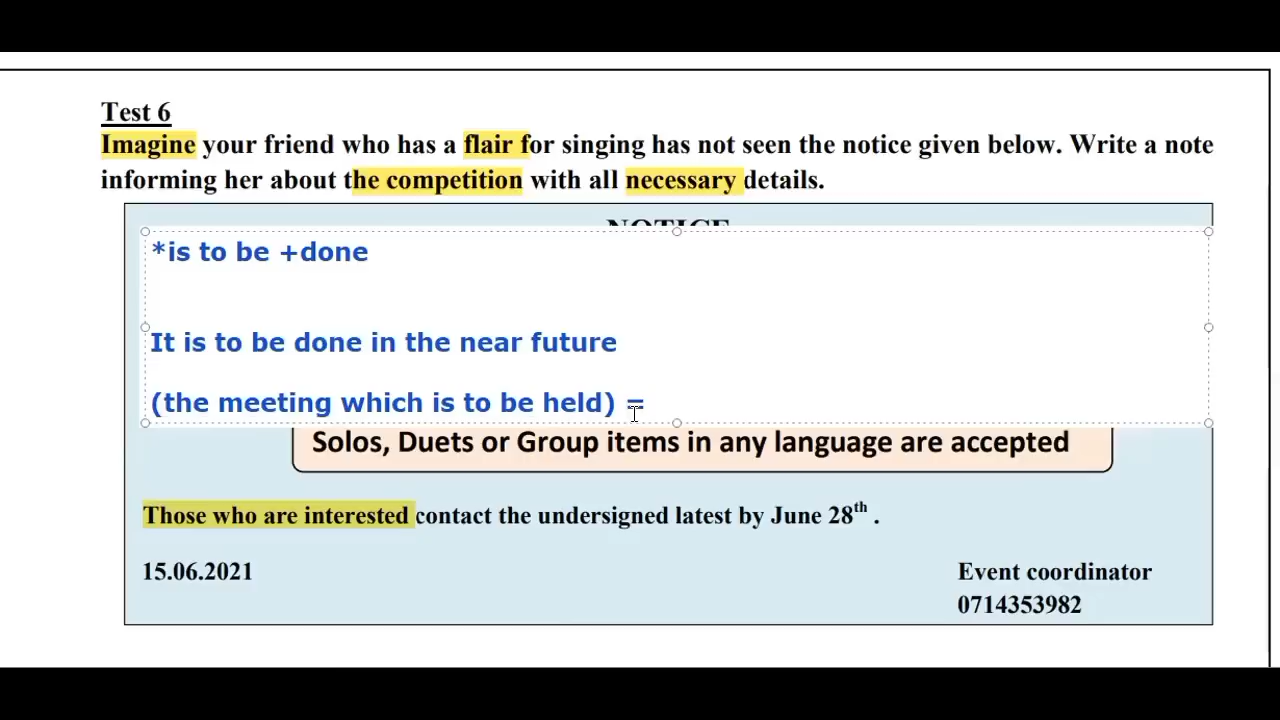 Test 6
Imagine your friend who has a flair for singing has not seen the notice given below. Write a note
informing her about the competition with all necessary details.
NOTICE
*is to be +done
It is to be done in the near future
(the meeting which is to be held) =
Solos, Duets or Group items in any language are accepted
Those who are interested contact the undersigned latest by June 28th .
15.06.2021
Event coordinator
0714353982